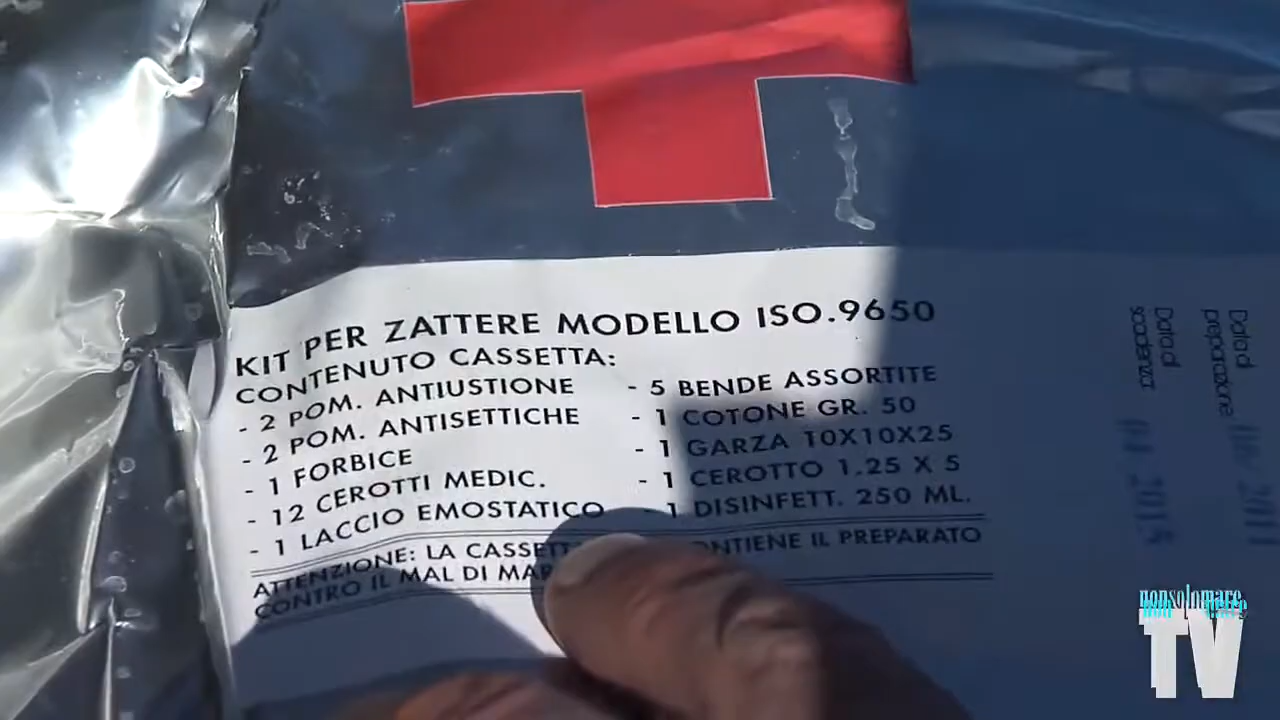 KIT PER ZATTERE MODELLO ISO.9650
CONTENUTO CASSETTA:
- 2 POM. ANTIUSTIONE
- 2 POM. ANTISETTICHE
- 1 FORBICE
- 12 CEROTTI MEDIC.
- 1 LACCIO EMOSTATICO
- 5 BENDE ASSORTITE
- 1 COTONE GR. 50
- 1 GARZA 10X10X25
- 1 CEROTTO 1.25 X 5
- 1 DISINFETT. 250 ML.
ATTENZIONE: LA CASSETT NTIENE IL PREPARATO
CONTRO IL MAL DI MAR
Data di
preparazione
Data di
scadenza
nonsolomare
TV